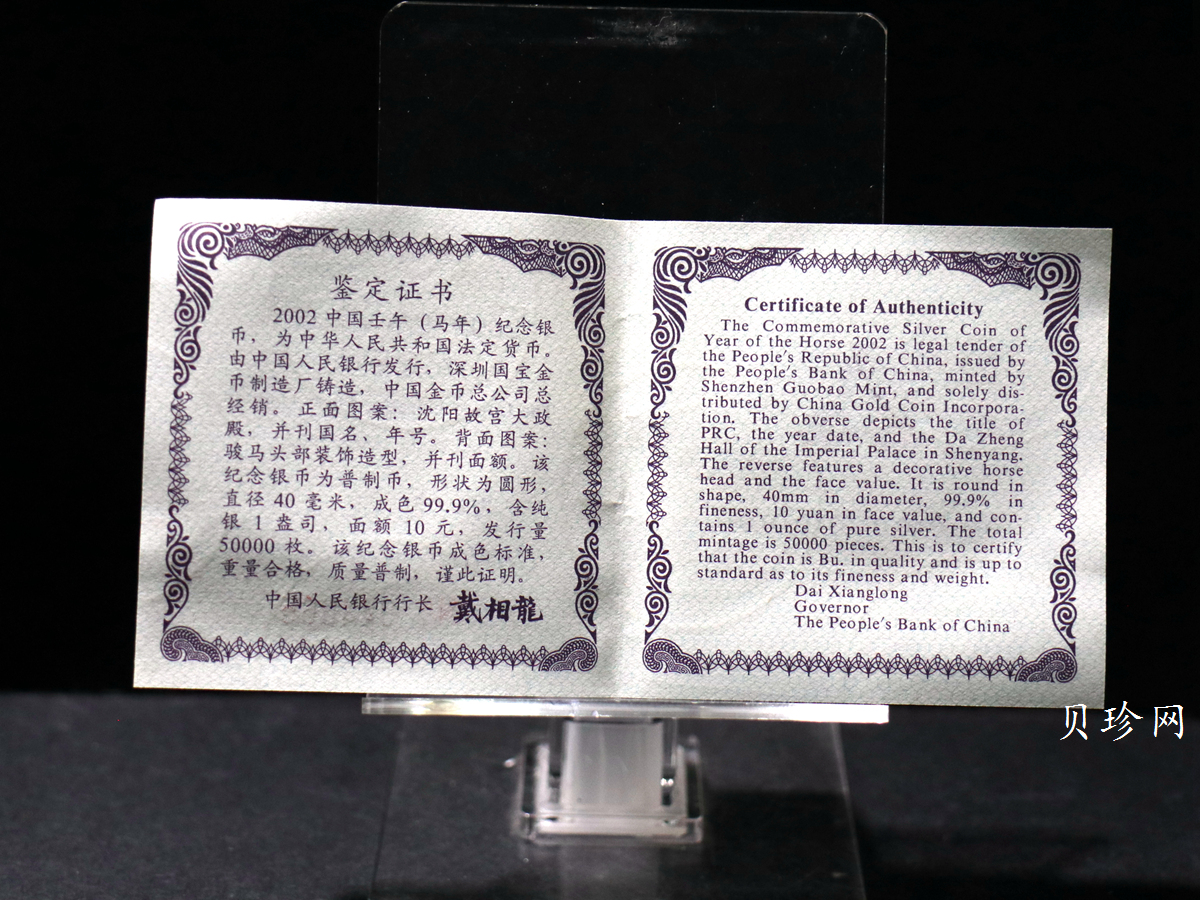 鉴定证书
2002 中国壬午（马年）纪念银
币，为中华人民共和国法定货币。
由中国人民银行发行，深圳国宝金
币制造厂铸造，中国金币总公司总
经销。正面图案：沈阳故宫大政
殿，并刊国名、年号。背面图案：
骏马头部装饰造型，并刊面额。该
纪念银币为普制币，形状为圆形，
直径 40 毫米，成色 99.9%，含纯
银 1 盎司，面额 10 元，发行量
50000 枚。该纪念银币成色标准，
重量合格，质量普制，谨此证明。
中国人民银行行长 戴相龍
Certificate of Authenticity
The Commemorative Silver Coin of
Year of the Horse 2002 is legal tender of
the People's Republic of China, issued by
the People's Bank of China, minted by
Shenzhen Guobao Mint, and solely dis-
tributed by China Gold Coin Incorpora-
tion. The obverse depicts the title of
PRC, the year date, and the Da Zheng
Hall of the Imperial Palace in Shenyang.
The reverse features a decorative horse
head and the face value. It is round in
shape, 40mm in diameter, 99.9% in
fineness, 10 yuan in face value, and con-
tains 1 ounce of pure silver. The total
mintage is 50000 pieces. This is to certify
that the coin is Bu. in quality and is up to
standard as to its fineness and weight.
Dai Xianglong
Governor
The People's Bank of China
贝珍网